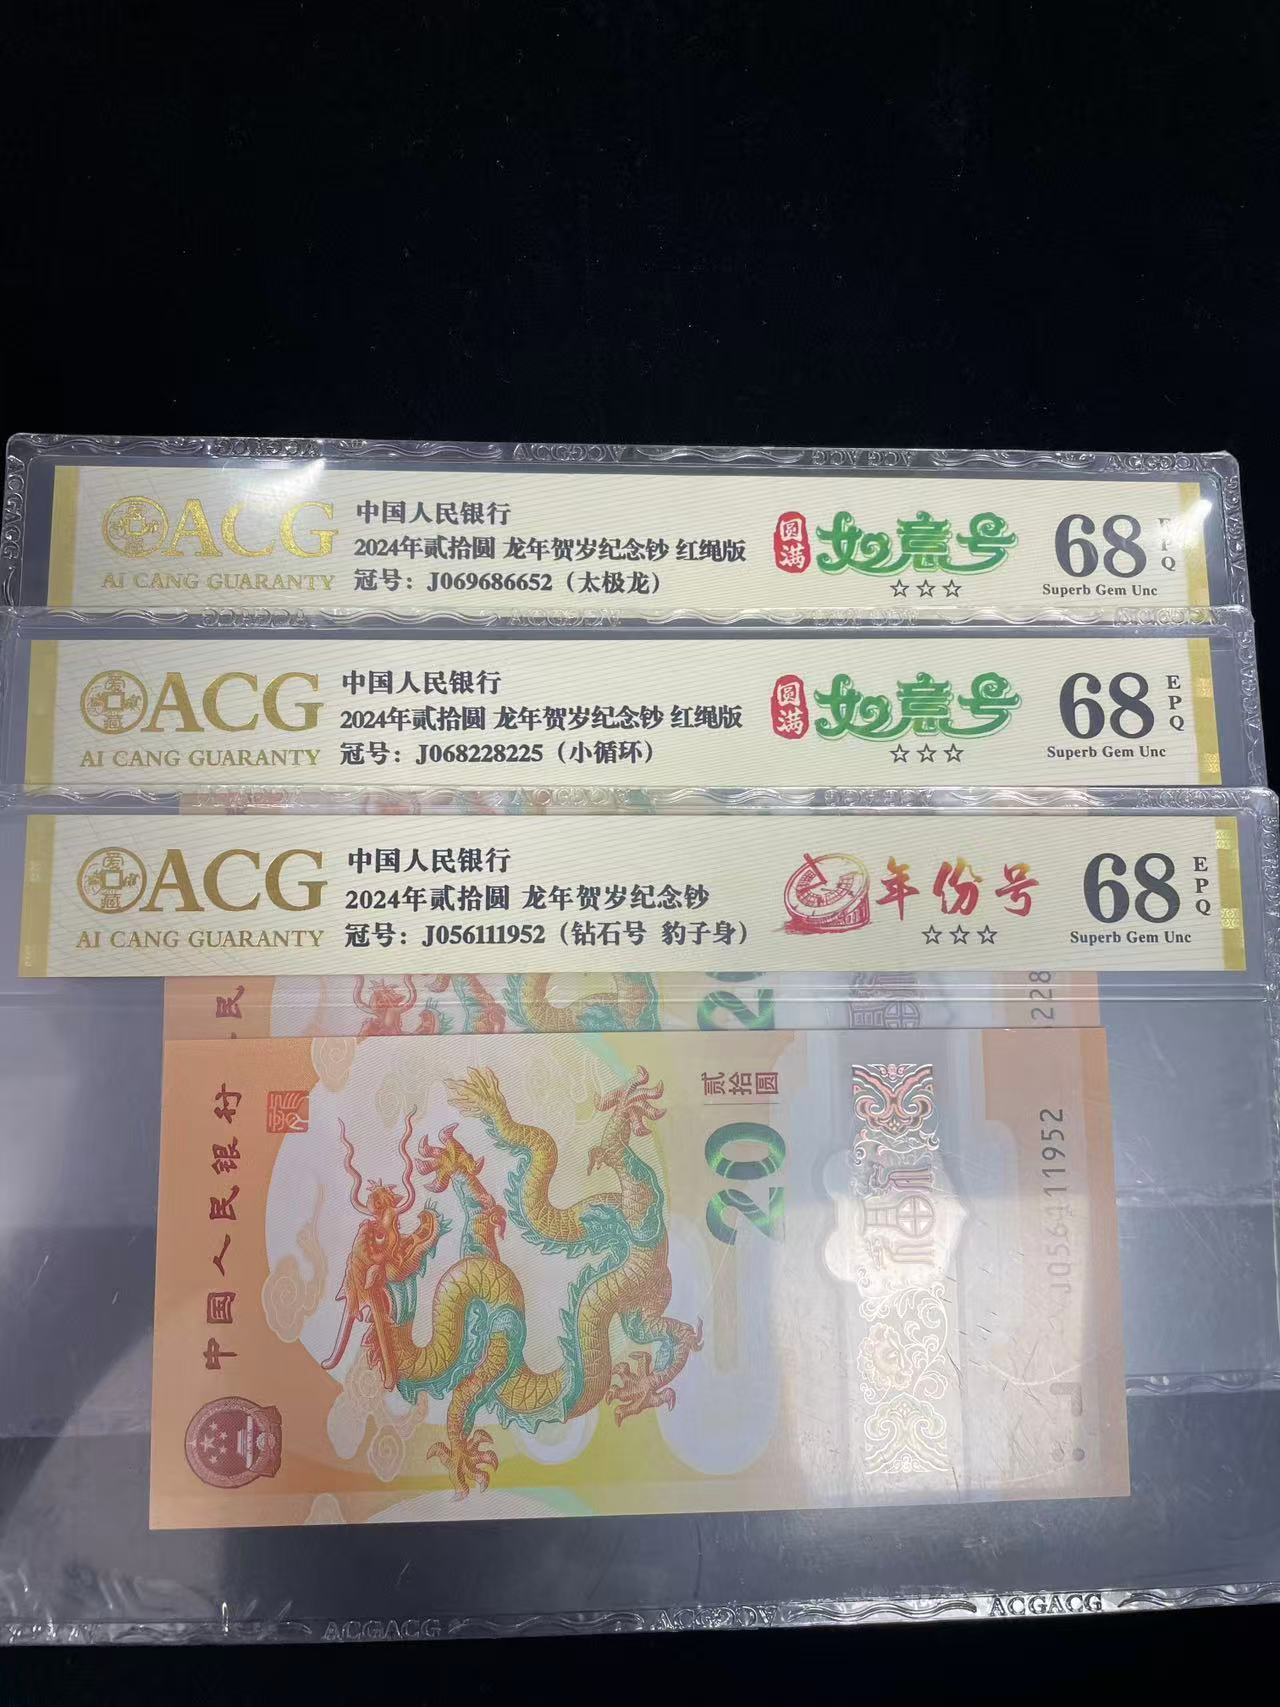 ACG
AI CANG GUARANTY
中国人民银行
2024年贰拾圆 龙年贺岁纪念钞 红绳版
冠号：J069686652（太极龙）
圆满
如意号
☆☆☆
68
EPQ
Superb Gem Unc
ACG
AI CANG GUARANTY
中国人民银行
2024年贰拾圆 龙年贺岁纪念钞 红绳版
冠号：J068228225（小循环）
圆满
如意号
☆☆☆
68
EPQ
Superb Gem Unc
爱藏
ACG
AI CANG GUARANTY
中国人民银行
2024年贰拾圆 龙年贺岁纪念钞
冠号：J056111952（钻石号 豹子身）
年份号
☆☆☆
68
EPQ
Superb Gem Unc
民
20
228
中国人民银行
贰拾圆
20
J056111952
ACGACG
ACGACG